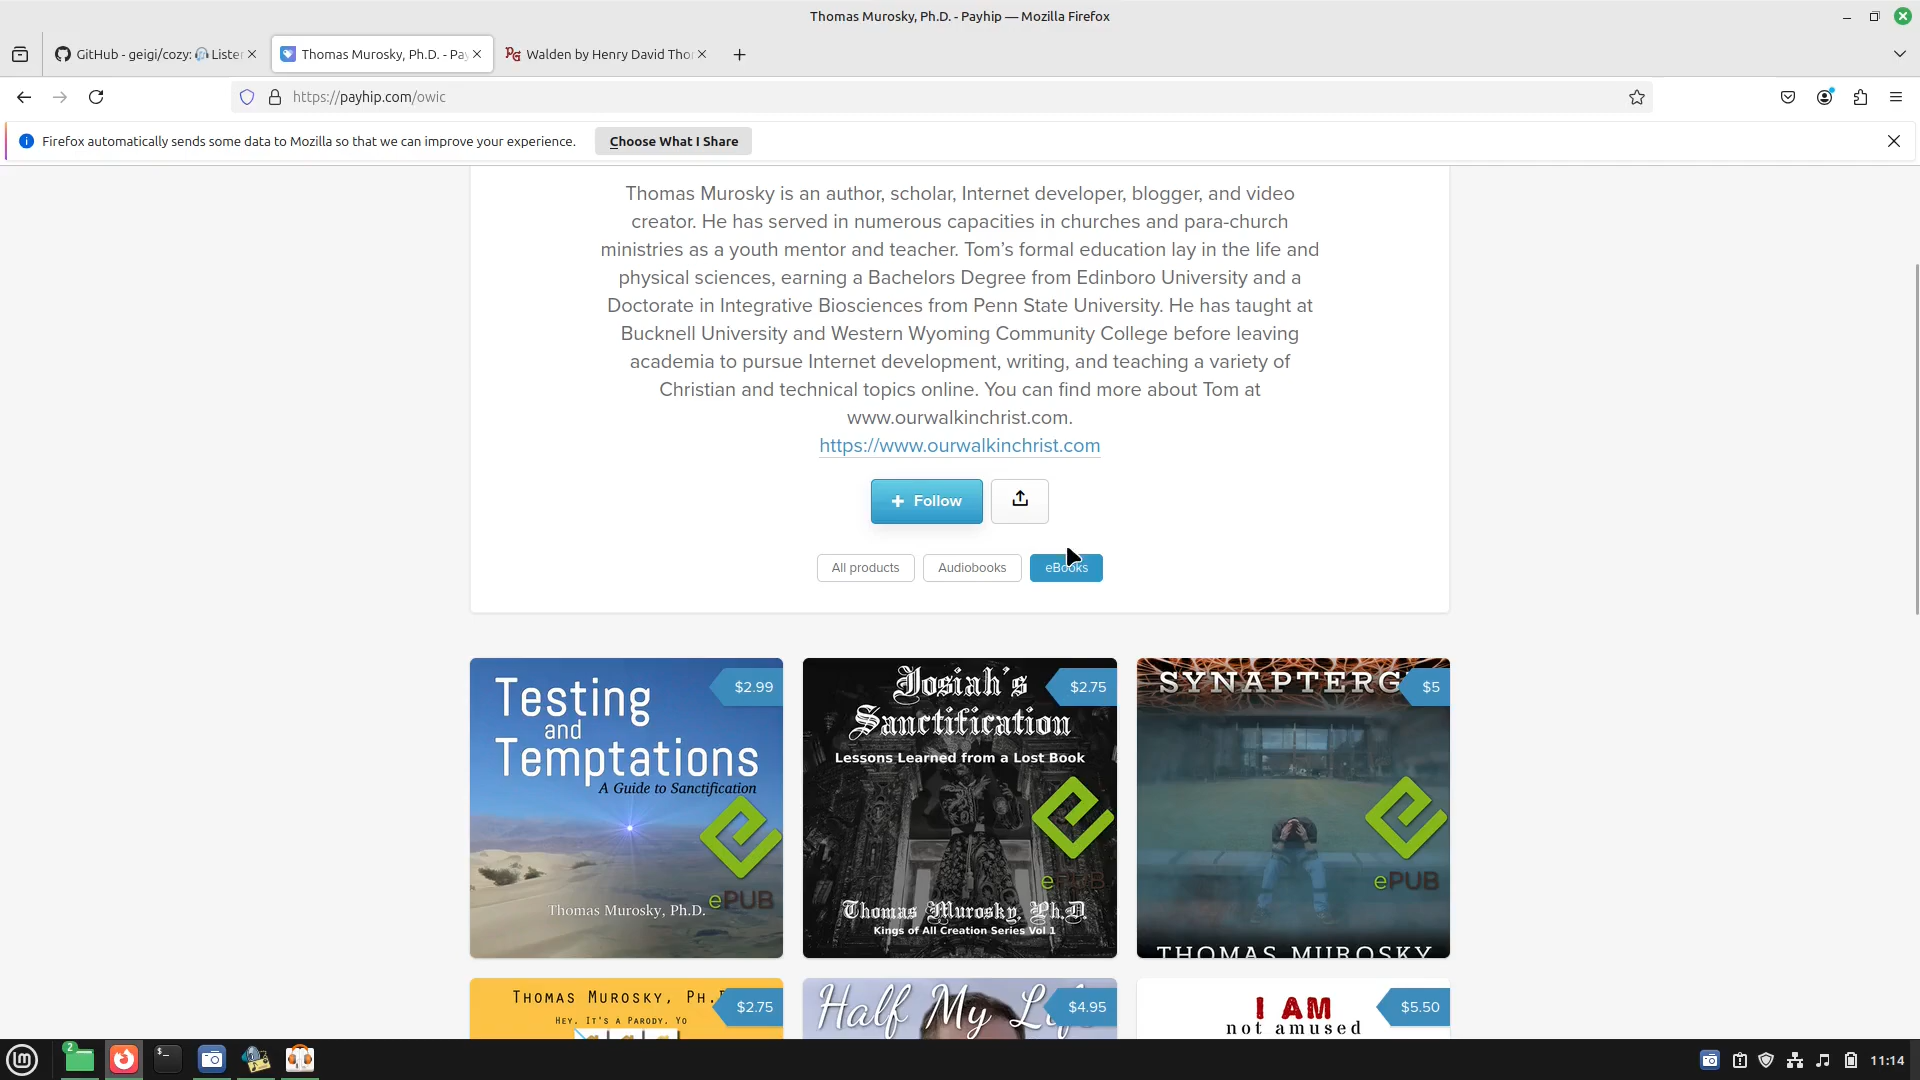 Thomas Murosky, Ph.D. - Payhip — Mozilla Firefox
GitHub - geigi/cozy: 🎧 Liste
Thomas Murosky, Ph.D. - Pa
PG Walden by Henry David Tho
https://payhip.com/owic
Firefox automatically sends some data to Mozilla so that we can improve your experience. Choose What I Share
Thomas Murosky is an author, scholar, Internet developer, blogger, and video
creator. He has served in numerous capacities in churches and para-church
ministries as a youth mentor and teacher. Tom’s formal education lay in the life and
physical sciences, earning a Bachelors Degree from Edinboro University and a
Doctorate in Integrative Biosciences from Penn State University. He has taught at
Bucknell University and Western Wyoming Community College before leaving
academia to pursue Internet development, writing, and teaching a variety of
Christian and technical topics online. You can find more about Tom at
www.ourwalkinchrist.com.
https://www.ourwalkinchrist.com
+ Follow
All products
Audiobooks
eBooks
$2.99
Testing
and
Temptations
A Guide to Sanctification
ePUB
Thomas Murosky, Ph.D.
$2.75
Josiah's
Sanctification
Lessons Learned from a Lost Book
ePUB
Thomas Murosky, Ph.D.
Kings of All Creation Series Vol 1
$5
SYNAPTERG
ePUB
THOMAS MUROSKY
$2.75
THOMAS MUROSKY, PH.
HEY, IT'S A PARODY, YO
$4.95
Half My L
$5.50
I AM
not amused
2
11:14